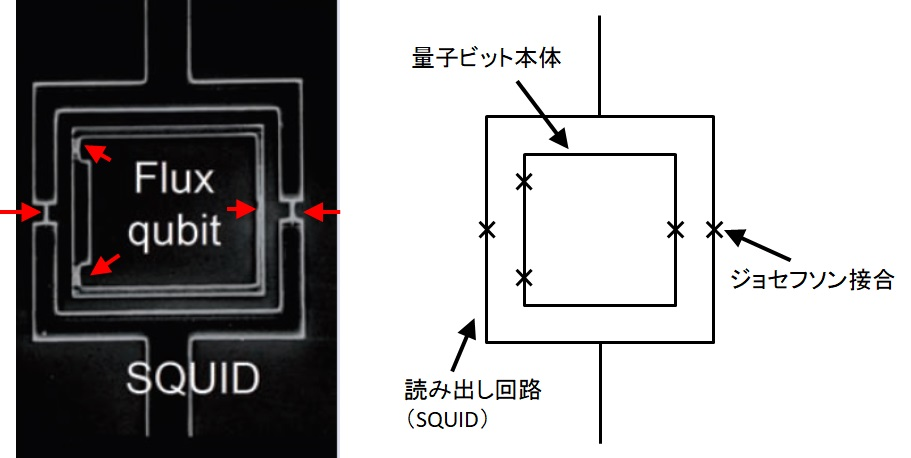 Flux
qubit
SQUID
量子ビット本体
ジョセフソン接合
読み出し回路
（SQUID）